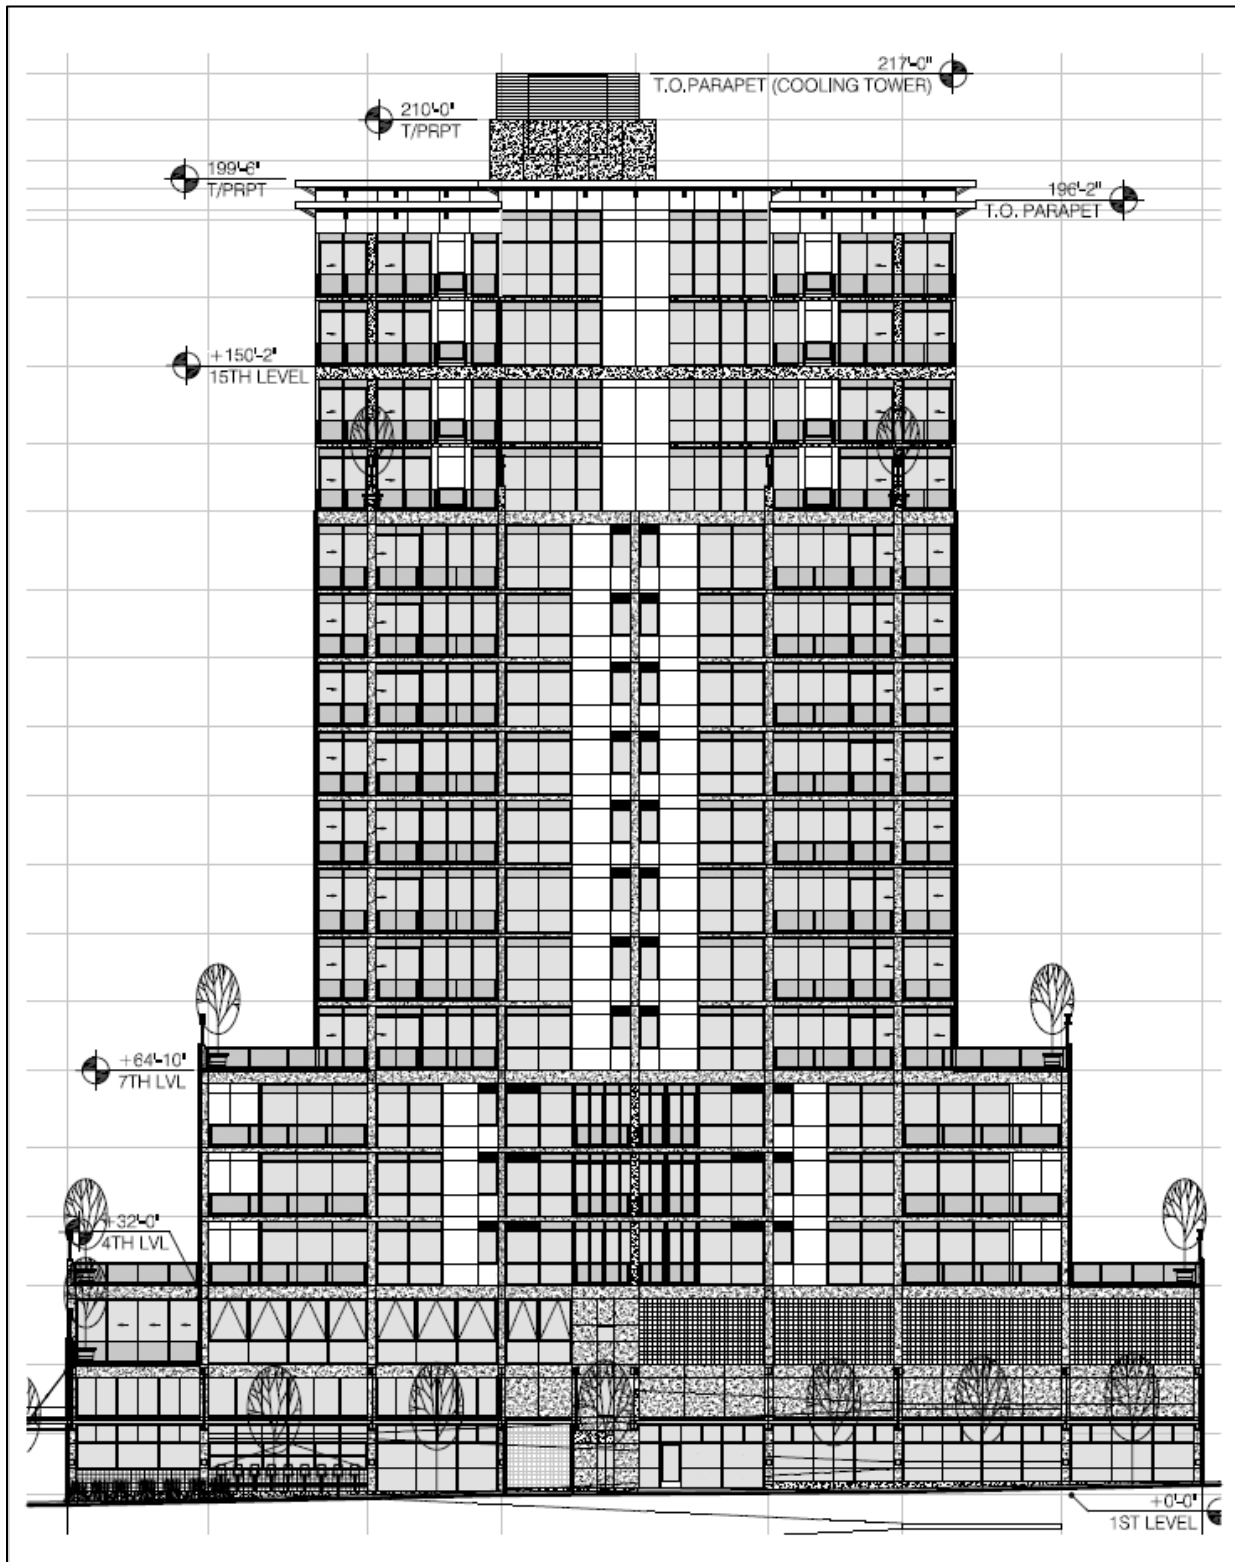 217'-0"
T.O.PARAPET (COOLING TOWER)
210'-0"
T/PRPT
199'-6"
T/PRPT
196'-2"
T.O. PARAPET
+150'-2"
15TH LEVEL
+64'-10"
7TH LVL
+32'-0"
4TH LVL
+0'-0"
1ST LEVEL